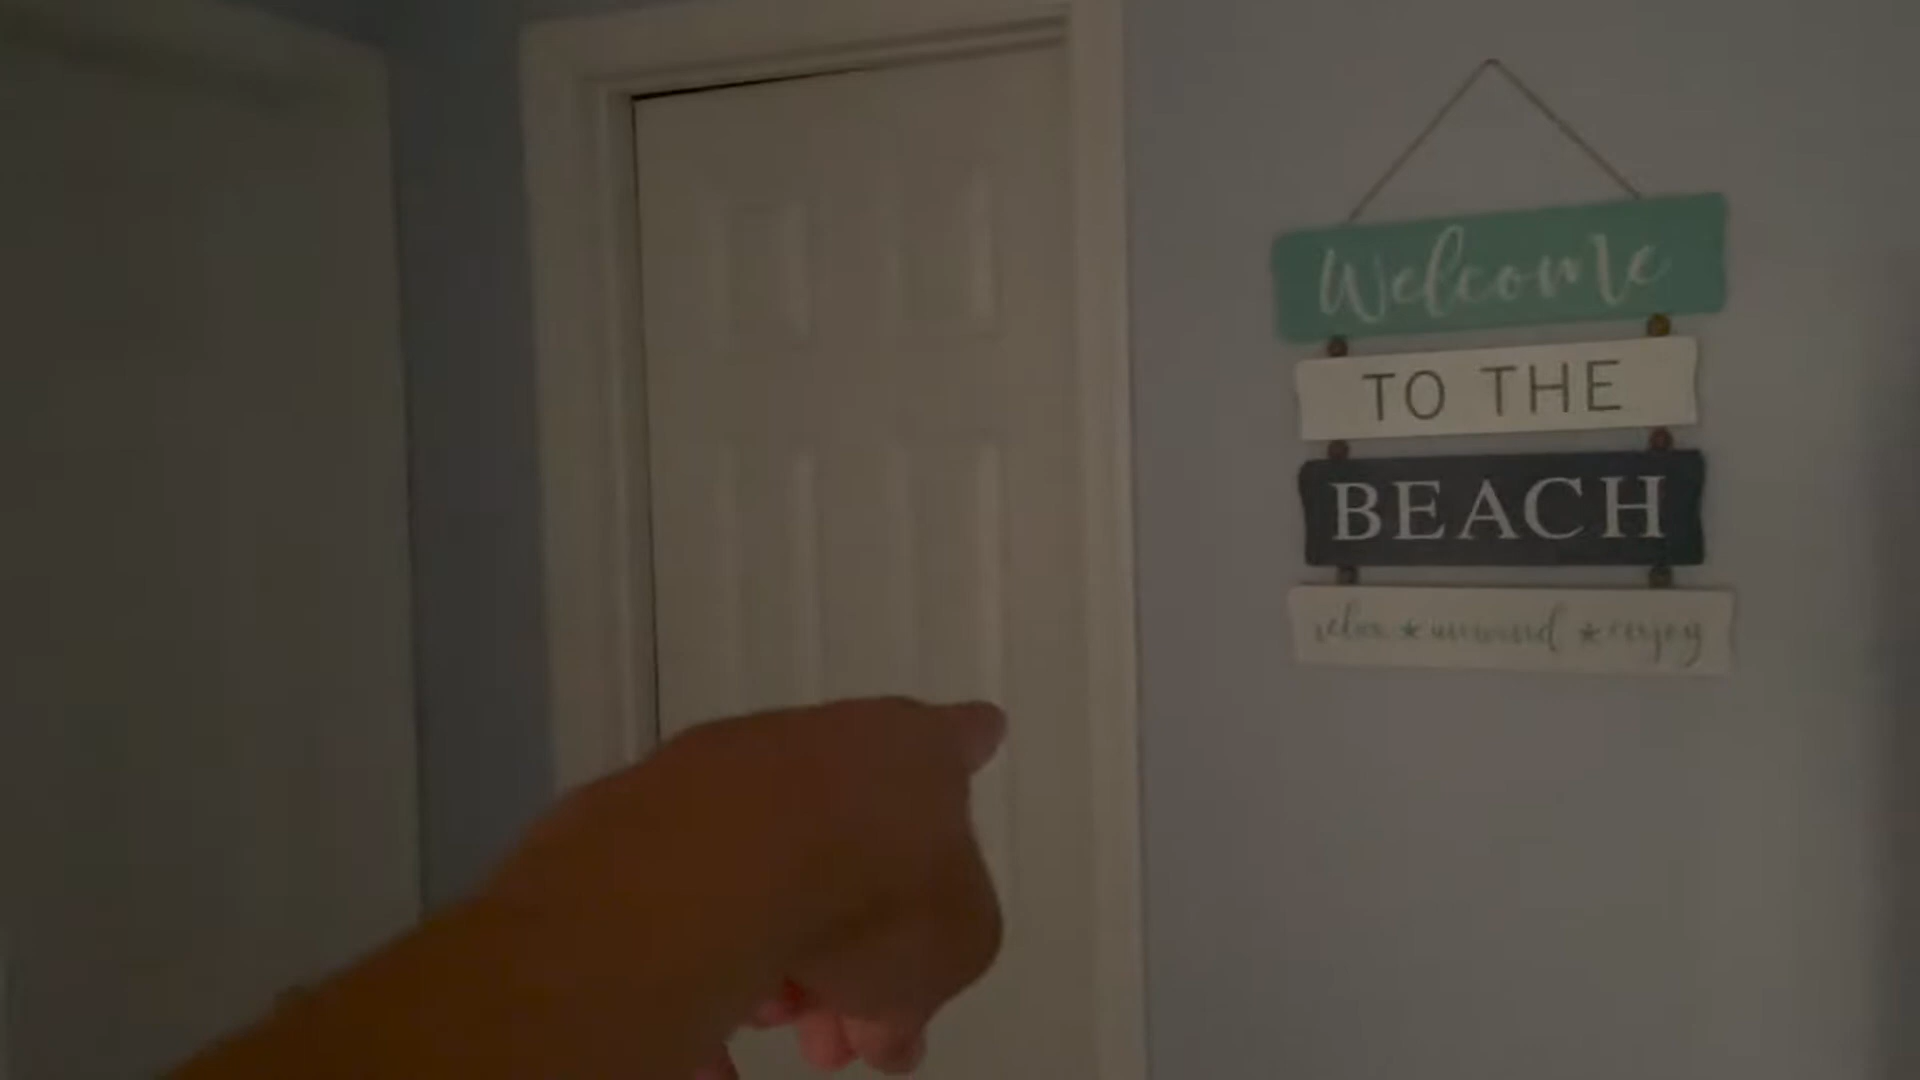 Welcome
TO THE
BEACH
relax ★ unwind ★ enjoy